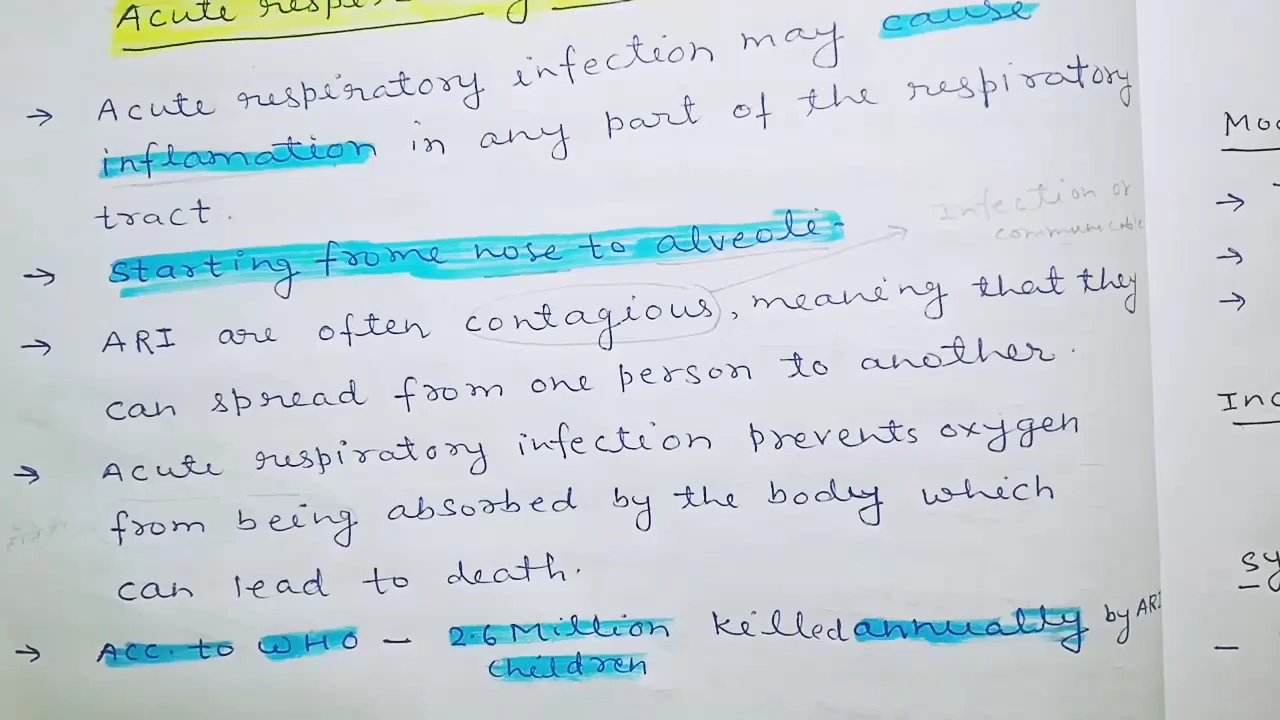 Acute
→ Acute respiratory infection may cause
inflamation in any part of the respiratory
tract.
→ Starting frome nose to alveoli.
Infection or
communicable
→ ARI are often contagious, meaning that they
can spread from one person to another.
→ Acute respiratory infection prevents oxygen
from being absorbed by the body which
can lead to death.
→ Acc. to WHO – 2.6 Million killed annually by ARI
children
→
→
→
–